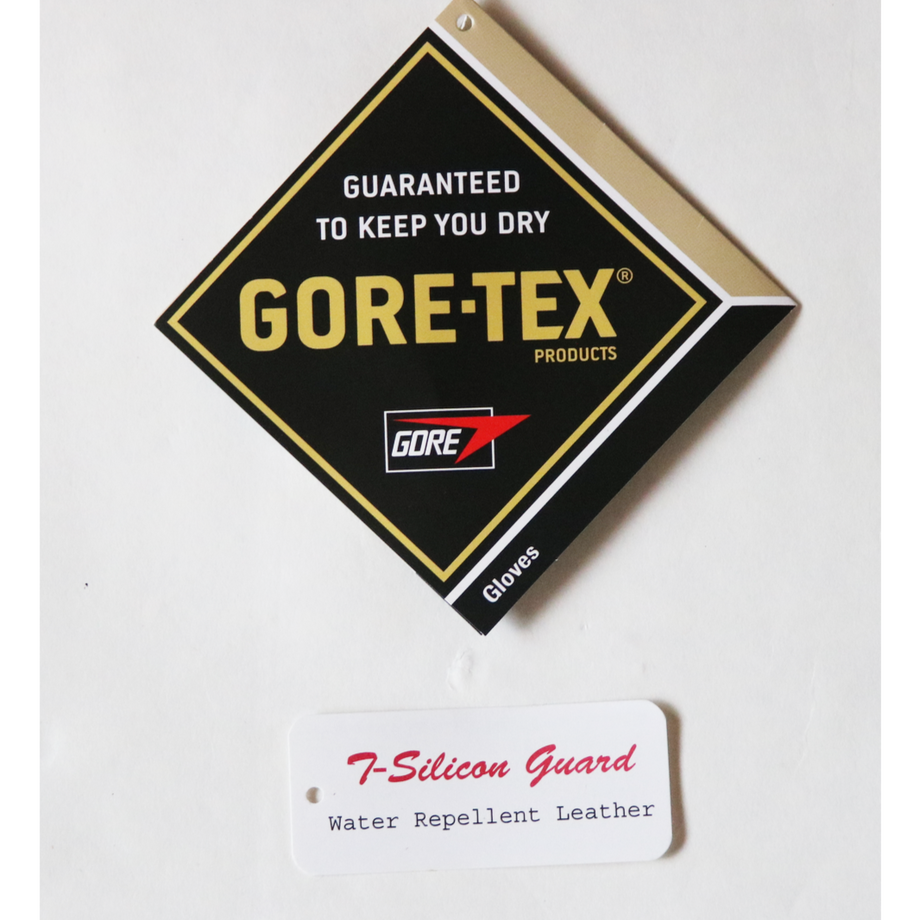 GUARANTEED
TO KEEP YOU DRY
GORE-TEX®
PRODUCTS
GORE
Gloves
T-Silicon Guard
Water Repellent Leather